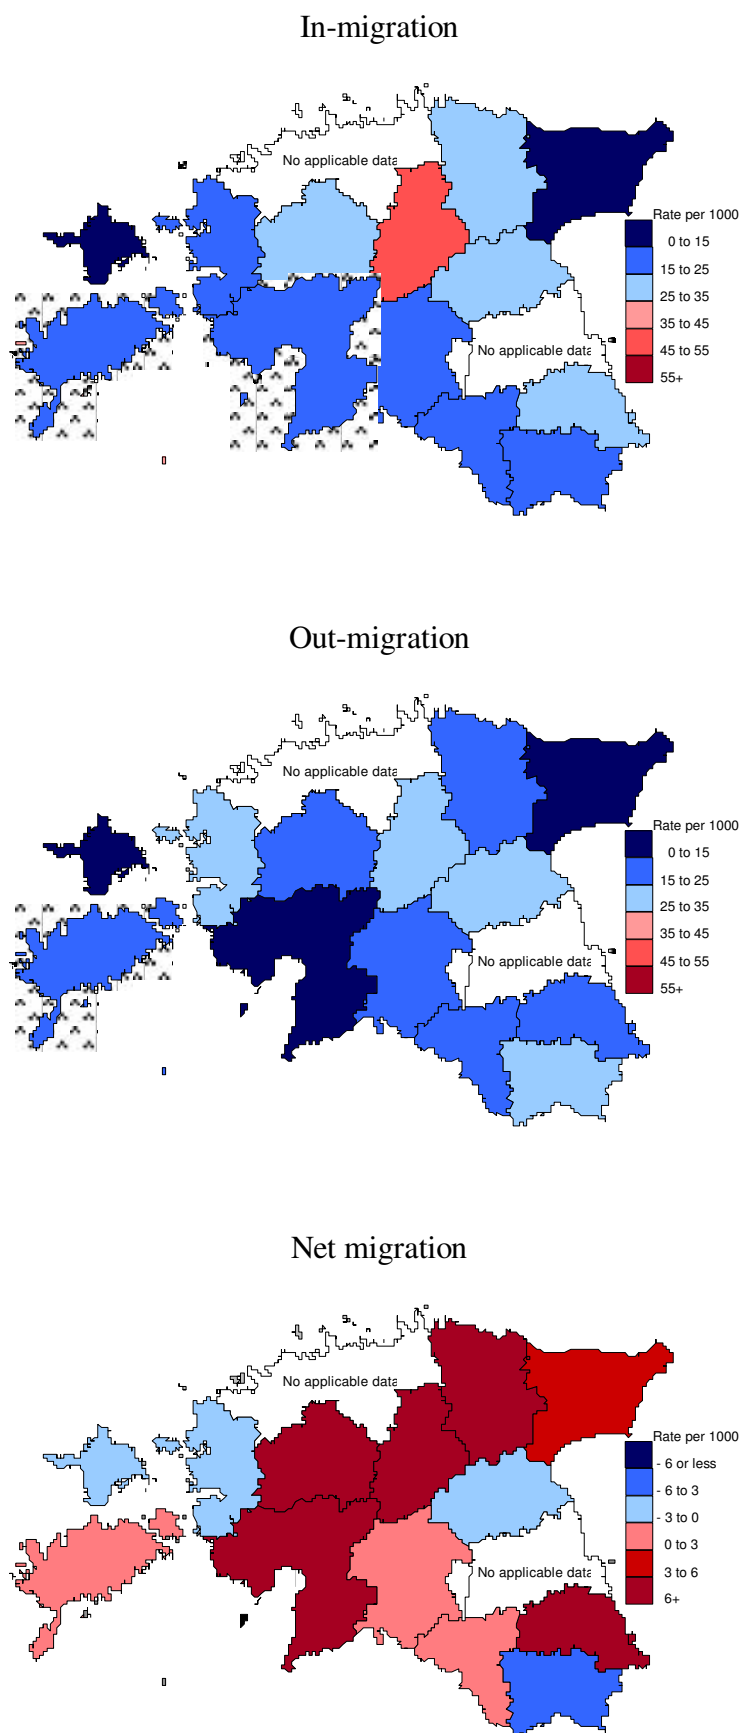 In-migration
No applicable data
Rate per 1000
0 to 15
15 to 25
25 to 35
35 to 45
No applicable data
45 to 55
55+
Out-migration
No applicable data
Rate per 1000
0 to 15
15 to 25
25 to 35
35 to 45
No applicable data
45 to 55
55+
Net migration
No applicable data
Rate per 1000
- 6 or less
- 6 to 3
- 3 to 0
0 to 3
No applicable data
3 to 6
6+